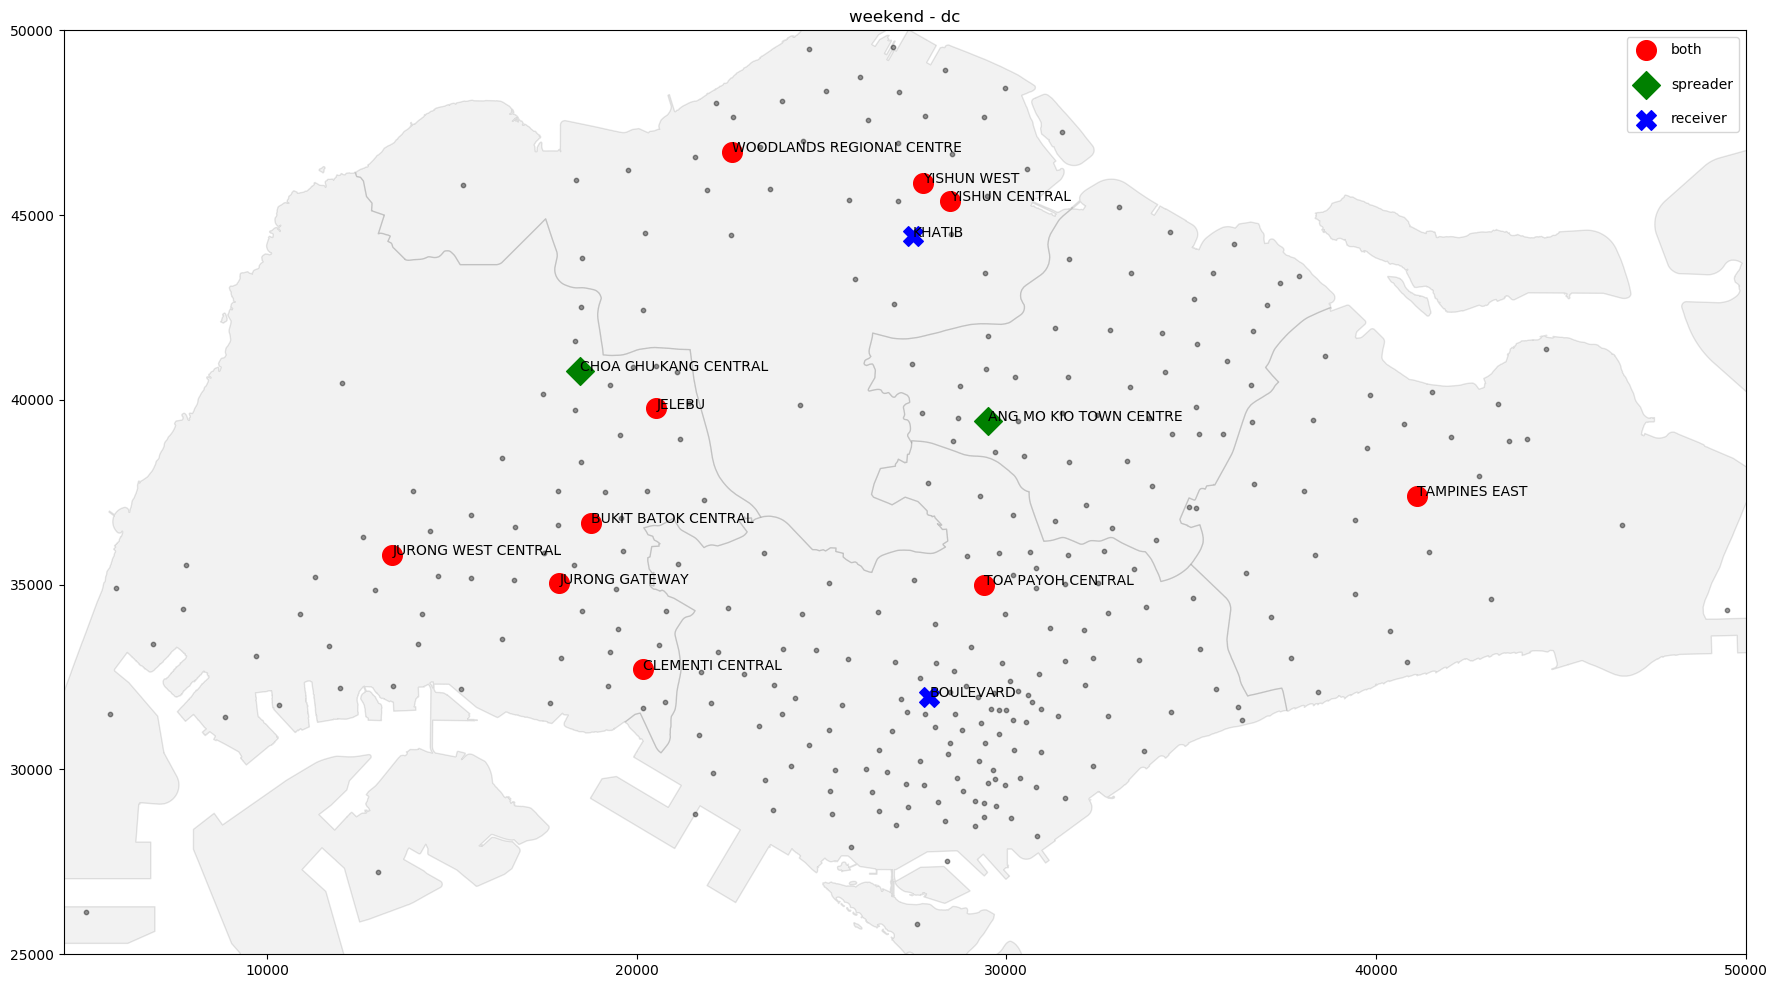 weekend - dc
50000
both
spreader
receiver
WOODLANDS REGIONAL CENTRE
YISHUN WEST
YISHUN CENTRAL
45000
KHATIB
CHOA CHU KANG CENTRAL
40000
JELEBU
ANG MO KIO TOWN CENTRE
TAMPINES EAST
BUKIT BATOK CENTRAL
JURONG WEST CENTRAL
35000
JURONG GATEWAY
TOA PAYOH CENTRAL
CLEMENTI CENTRAL
BOULEVARD
30000
25000
10000 20000 30000 40000 50000